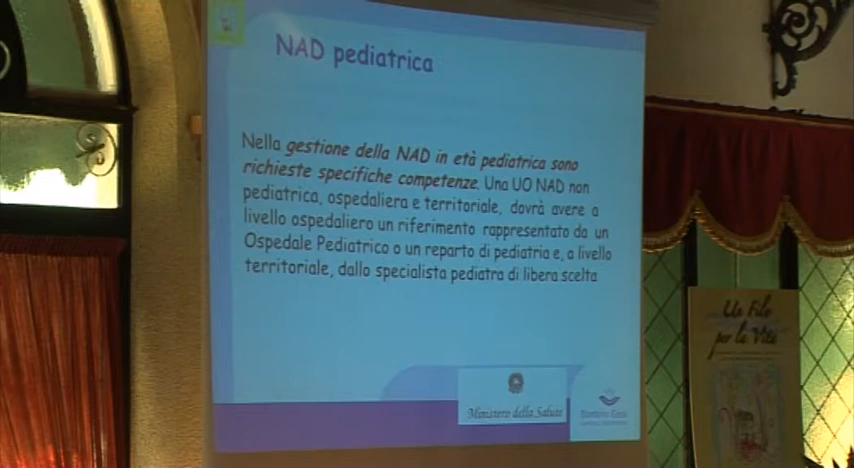 NAD pediatrica
Nella gestione della NAD in età pediatrica sono
richieste specifiche competenze. Una UO NAD non
pediatrica, ospedaliera e territoriale, dovrà avere a
livello ospedaliero un riferimento rappresentato da un
Ospedale Pediatrico o un reparto di pediatria e, a livello
territoriale, dallo specialista pediatra di libera scelta
Ministero della Salute
Bambino Gesù
Un Filo
per la Vita